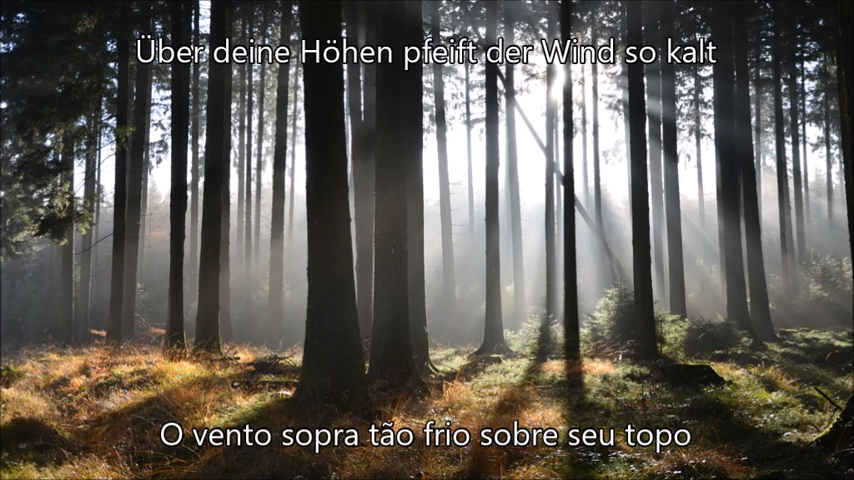 Über deine Höhen pfeift der Wind so kalt
O vento sopra tão frio sobre seu topo